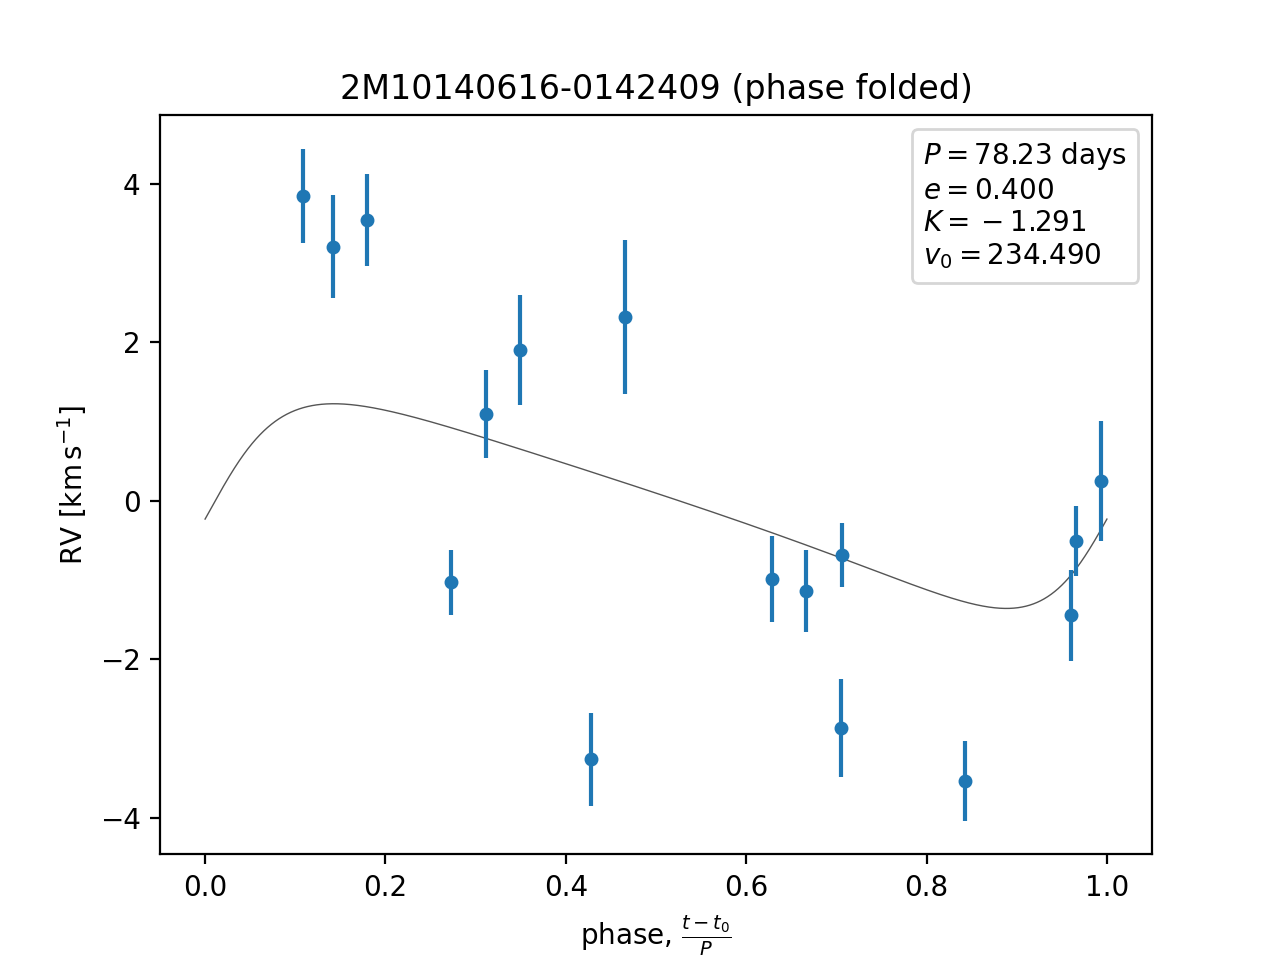 2M10140616-0142409 (phase folded)
P = 78.23 days
e = 0.400
K = −1.291
v₀ = 234.490
RV [km s⁻¹]
4
2
0
−2
−4
0.0 0.2 0.4 0.6 0.8 1.0
phase, (t − t₀)/P